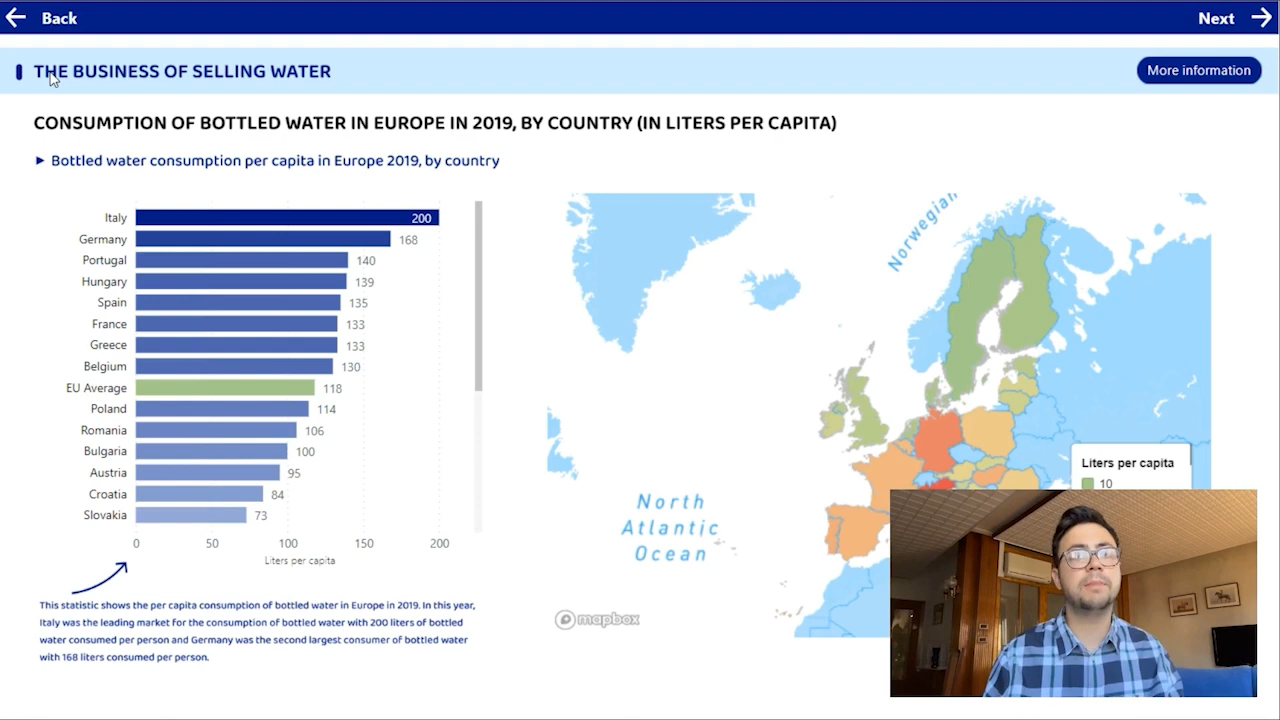 Back
Next
THE BUSINESS OF SELLING WATER
More information
CONSUMPTION OF BOTTLED WATER IN EUROPE IN 2019, BY COUNTRY (IN LITERS PER CAPITA)
Bottled water consumption per capita in Europe 2019, by country
Italy 200
Germany 168
Portugal 140
Hungary 139
Spain 135
France 133
Greece 133
Belgium 130
EU Average 118
Poland 114
Romania 106
Bulgaria 100
Austria 95
Croatia 84
Slovakia 73
0 50 100 150 200
Liters per capita
This statistic shows the per capita consumption of bottled water in Europe in 2019. In this year,
Italy was the leading market for the consumption of bottled water with 200 liters of bottled
water consumed per person and Germany was the second largest consumer of bottled water
with 168 liters consumed per person.
Norwegian
North
Atlantic
Ocean
mapbox
Liters per capita
10